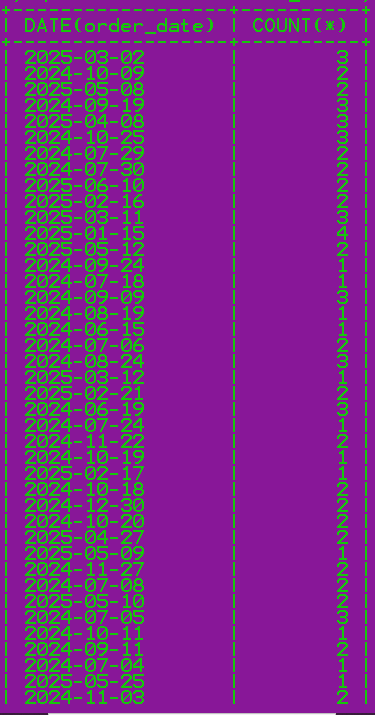 +------------------+----------+
| DATE(order_date) | COUNT(*) |
+------------------+----------+
| 2025-03-02       |        3 |
| 2024-10-09       |        2 |
| 2025-05-08       |        2 |
| 2024-09-19       |        3 |
| 2025-04-08       |        3 |
| 2024-10-25       |        3 |
| 2024-07-29       |        2 |
| 2024-07-30       |        2 |
| 2025-06-10       |        2 |
| 2025-02-16       |        2 |
| 2025-03-11       |        3 |
| 2025-01-15       |        4 |
| 2025-05-12       |        2 |
| 2024-09-24       |        1 |
| 2024-07-18       |        1 |
| 2024-09-09       |        3 |
| 2024-08-19       |        1 |
| 2024-06-15       |        1 |
| 2024-07-06       |        2 |
| 2024-08-24       |        3 |
| 2025-03-12       |        1 |
| 2025-02-21       |        2 |
| 2024-06-19       |        3 |
| 2024-07-24       |        1 |
| 2024-11-22       |        2 |
| 2024-10-19       |        1 |
| 2025-02-17       |        1 |
| 2024-10-18       |        2 |
| 2024-12-30       |        2 |
| 2024-10-20       |        2 |
| 2025-04-27       |        2 |
| 2025-05-09       |        1 |
| 2024-11-27       |        2 |
| 2024-07-08       |        2 |
| 2025-05-10       |        2 |
| 2024-07-05       |        3 |
| 2024-10-11       |        1 |
| 2024-09-11       |        2 |
| 2024-07-04       |        1 |
| 2025-05-25       |        1 |
| 2024-11-03       |        2 |